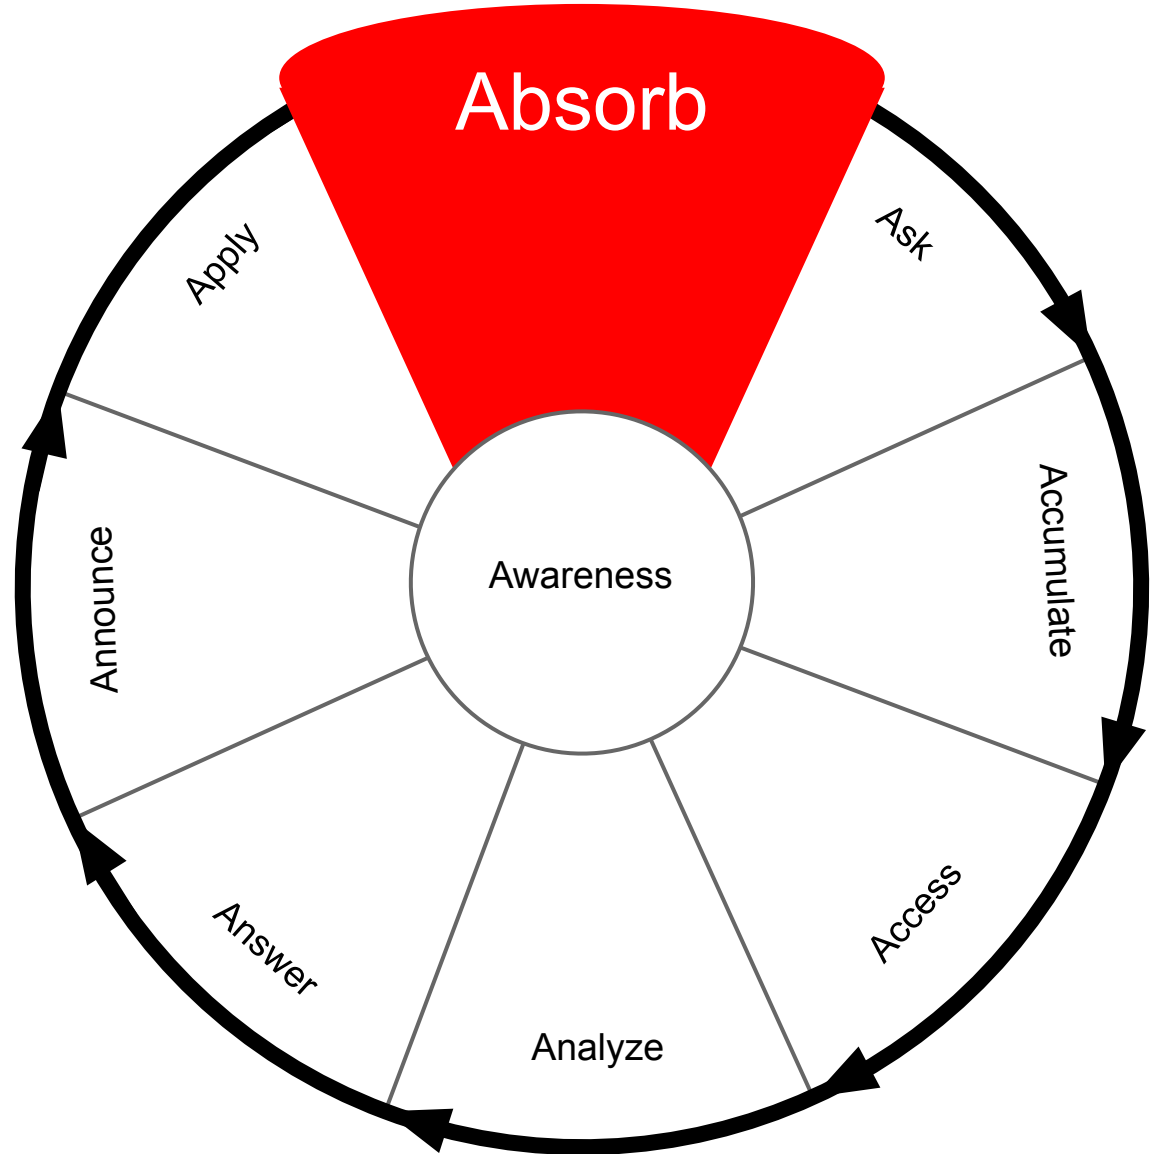 Absorb
Ask
Accumulate
Access
Analyze
Answer
Announce
Apply
Awareness